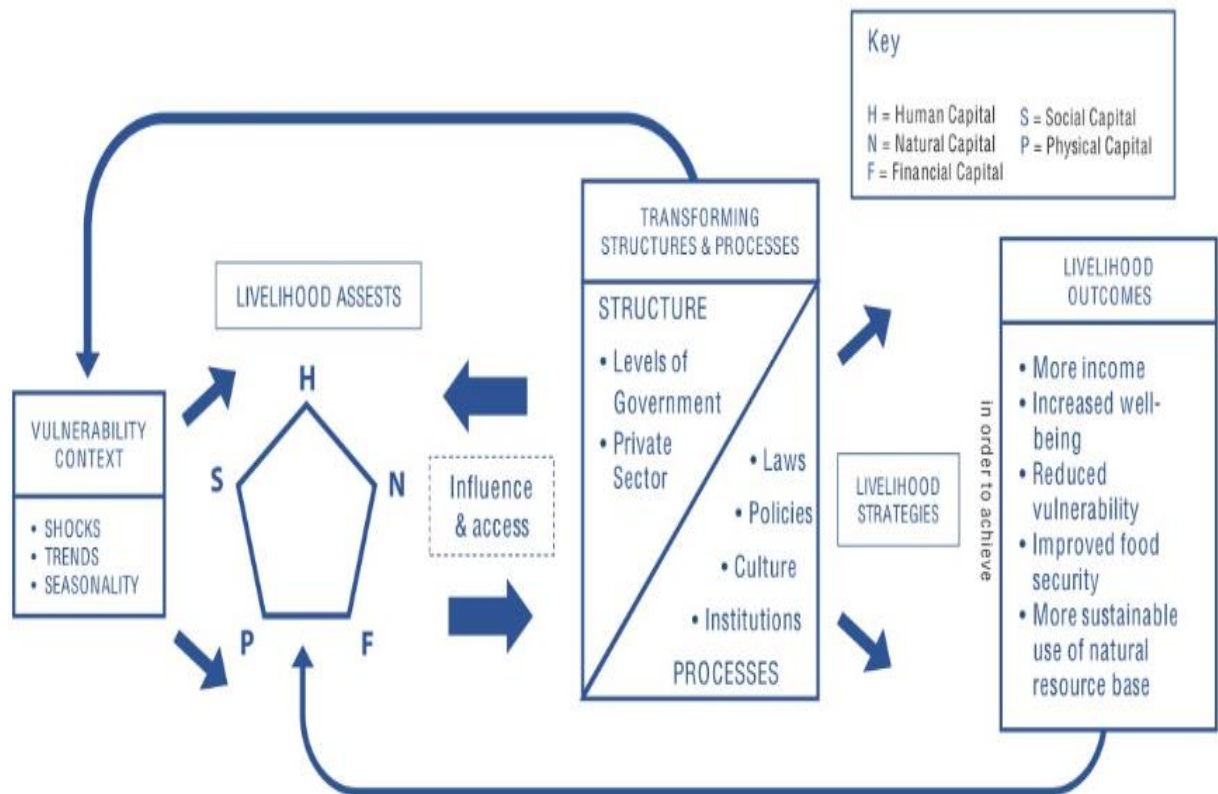 Key
H = Human Capital
S = Social Capital
N = Natural Capital
P = Physical Capital
F = Financial Capital
TRANSFORMING
STRUCTURES & PROCESSES
LIVELIHOOD
OUTCOMES
LIVELIHOOD ASSESTS
STRUCTURE
• Levels of
Government
• Private
Sector
• Laws
• Policies
• Culture
• Institutions
PROCESSES
H
S
N
P
F
VULNERABILITY
CONTEXT
• SHOCKS
• TRENDS
• SEASONALITY
Influence
& access
LIVELIHOOD
STRATEGIES
in order to achieve
• More income
• Increased well-
being
• Reduced
vulnerability
• Improved food
security
• More sustainable
use of natural
resource base